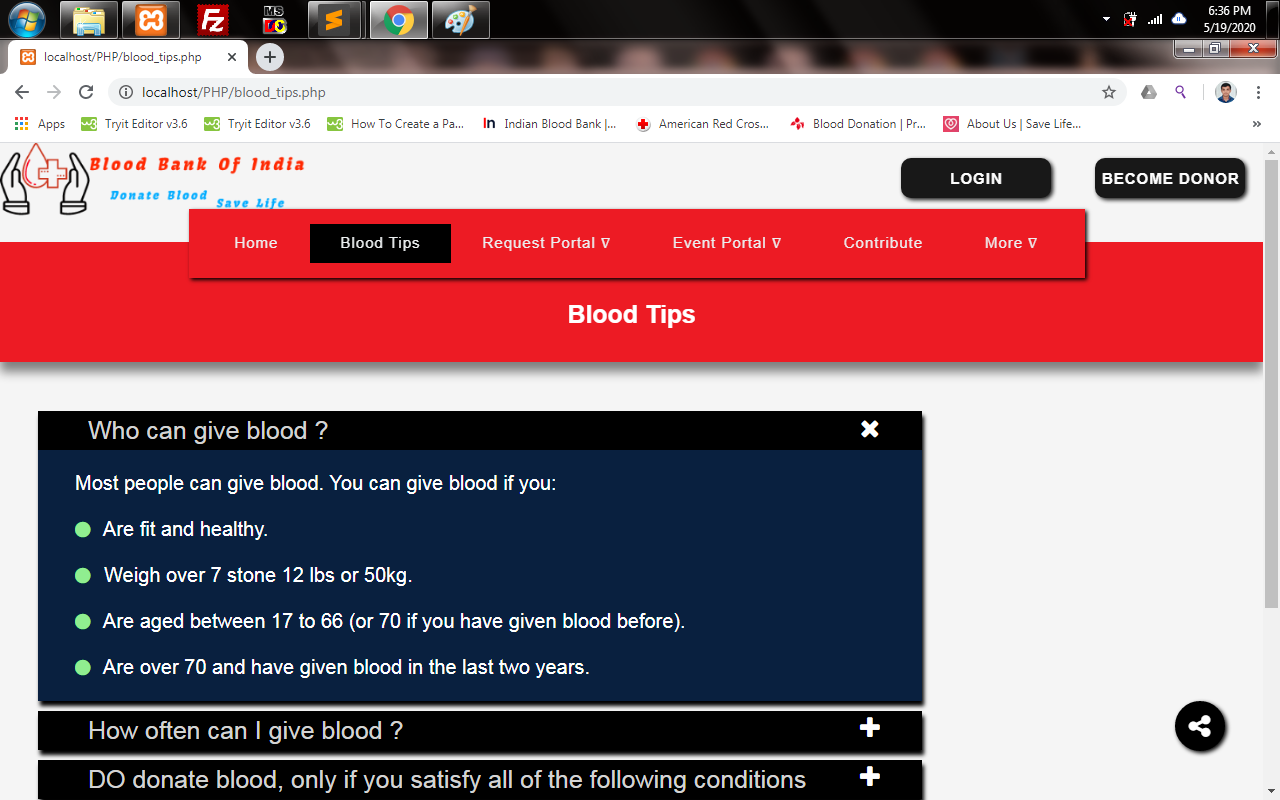 MS
6:36 PM
5/19/2020
localhost/PHP/blood_tips.php
localhost/PHP/blood_tips.php
Apps Tryit Editor v3.6 Tryit Editor v3.6 How To Create a Pa... Indian Blood Bank |... American Red Cros... Blood Donation | Pr... About Us | Save Life... »
Blood Bank Of India
Donate Blood Save Life
LOGIN BECOME DONOR
Home Blood Tips Request Portal ∇ Event Portal ∇ Contribute More ∇
Blood Tips
Who can give blood ?
Most people can give blood. You can give blood if you:
Are fit and healthy.
Weigh over 7 stone 12 lbs or 50kg.
Are aged between 17 to 66 (or 70 if you have given blood before).
Are over 70 and have given blood in the last two years.
How often can I give blood ?
DO donate blood, only if you satisfy all of the following conditions